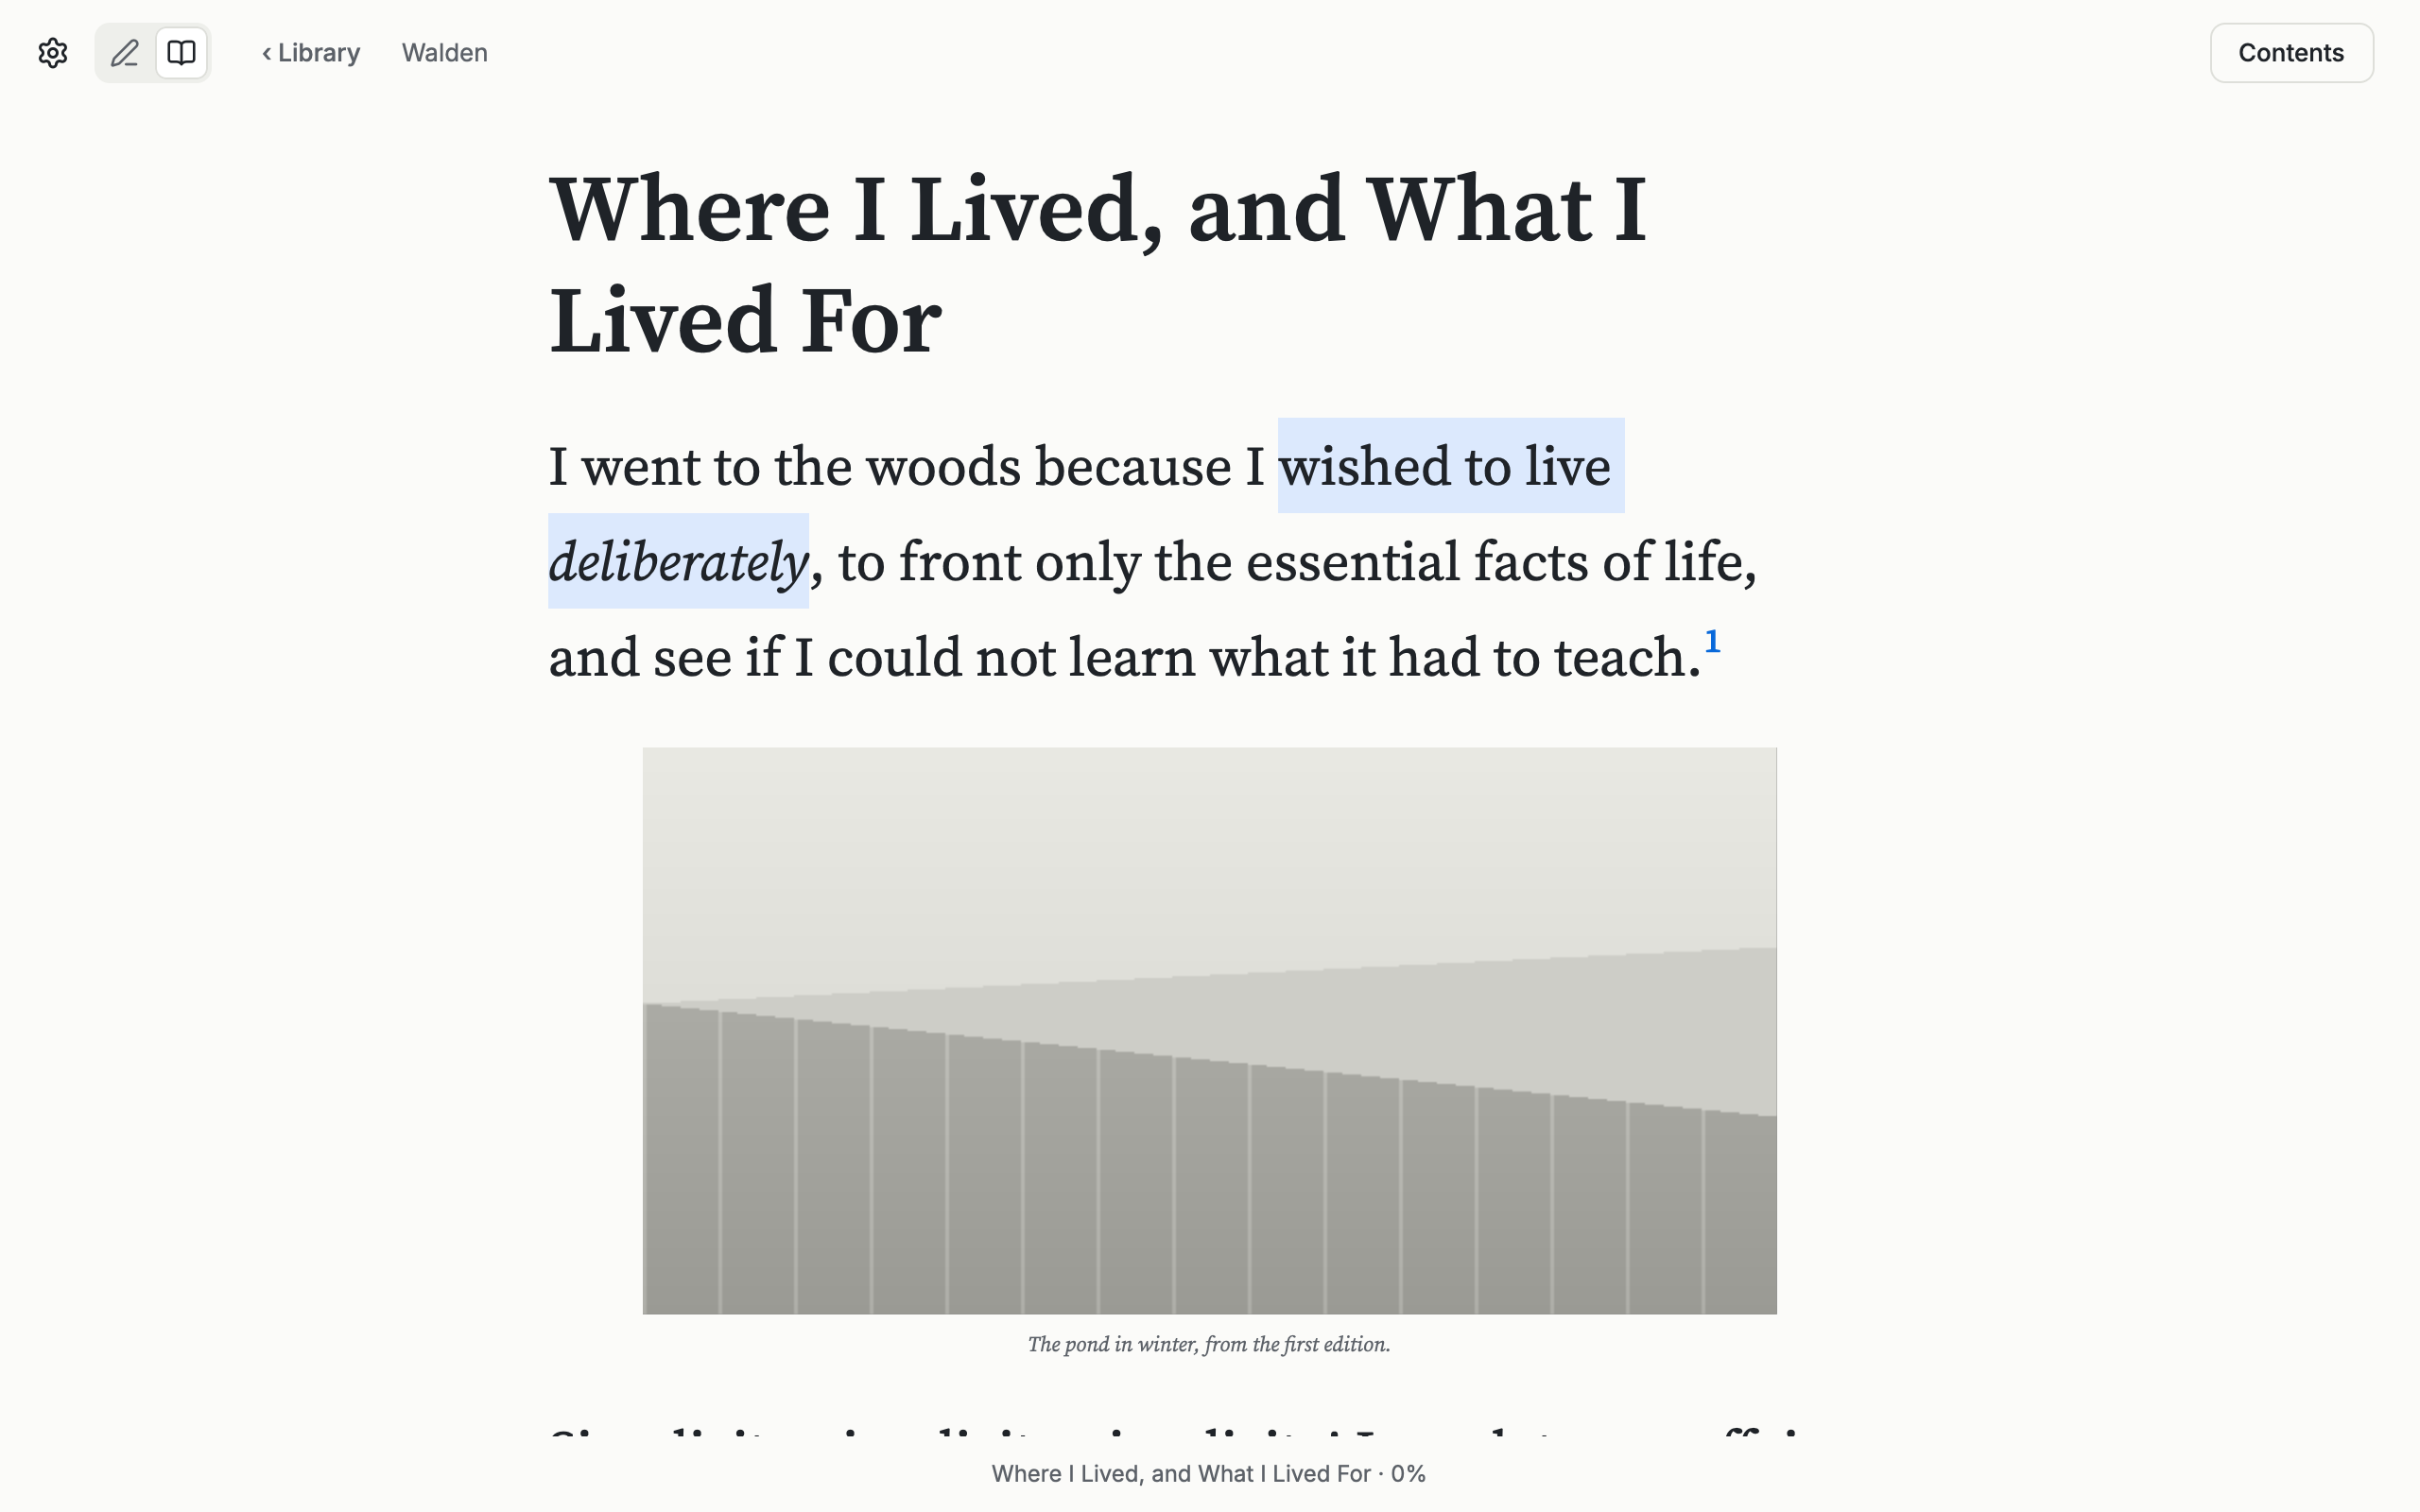 ‹ Library
Walden
Contents
Where I Lived, and What I
Lived For
I went to the woods because I wished to live
deliberately, to front only the essential facts of life,
and see if I could not learn what it had to teach.1
The pond in winter, from the first edition.
Where I Lived, and What I Lived For · 0%